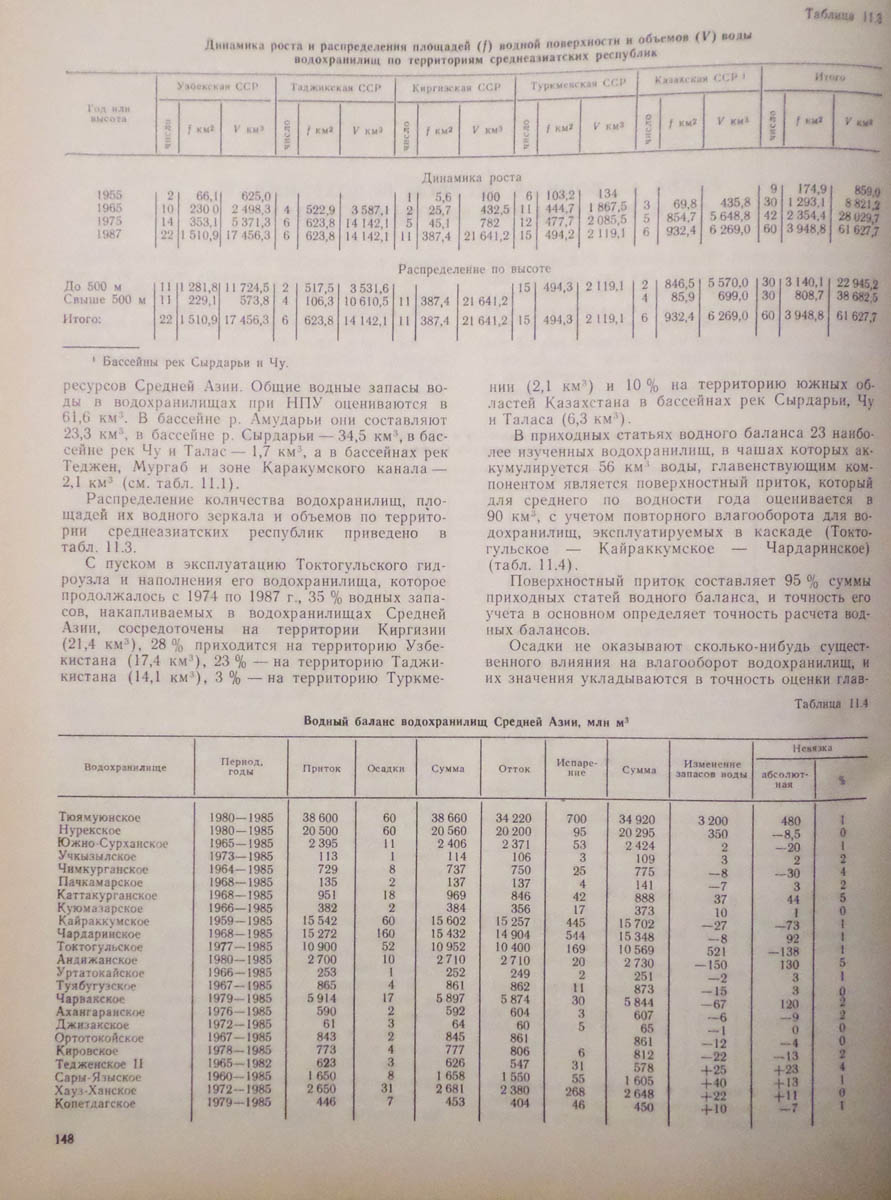 Таблица 11.3
Динамика роста и распределения площадей (f) водной поверхности и объемов (V) воды
водохранилищ по территориям среднеазиатских республик
Год или высота | Узбекская ССР | Таджикская ССР | Киргизская ССР | Туркменская ССР | Казахская ССР ¹ | Итого
число | f км² | V км³ | число | f км² | V км³ | число | f км² | V км³ | число | f км² | V км³ | число | f км² | V км³ | число | f км² | V км³
Динамика роста
1955 2 66,1 625,0 1 5,6 100 6 103,2 134 9 174,9 859,0
1965 10 230 0 2 498,3 4 522,9 3 587,1 2 25,7 432,5 11 444,7 1 867,5 3 69,8 435,8 30 1 293,1 8 821,2
1975 14 353,1 5 371,3 6 623,8 14 142,1 5 45,1 782 12 477,7 2 085,5 5 854,7 5 648,8 42 2 354,4 28 029,7
1987 22 1 510,9 17 456,3 6 623,8 14 142,1 11 387,4 21 641,2 15 494,2 2 119,1 6 932,4 6 269,0 60 3 948,8 61 627,7
Распределение по высоте
До 500 м 11 1 281,8 11 724,5 2 517,5 3 531,6 15 494,3 2 119,1 2 846,5 5 570,0 30 3 140,1 22 945,2
Свыше 500 м 11 229,1 573,8 4 106,3 10 610,5 11 387,4 21 641,2 4 85,9 699,0 30 808,7 38 682,5
Итого: 22 1 510,9 17 456,3 6 623,8 14 142,1 11 387,4 21 641,2 15 494,3 2 119,1 6 932,4 6 269,0 60 3 948,8 61 627,7
¹ Бассейны рек Сырдарьи и Чу.
ресурсов Средней Азии. Общие водные запасы во-
ды в водохранилищах при НПУ оцениваются в
61,6 км³. В бассейне р. Амударьи они составляют
23,3 км³, в бассейне р. Сырдарьи — 34,5 км³, в бас-
сейне рек Чу и Талас — 1,7 км³, а в бассейнах рек
Теджен, Мургаб и зоне Каракумского канала —
2,1 км³ (см. табл. 11.1).
Распределение количества водохранилищ, пло-
щадей их водного зеркала и объемов по террито-
рии среднеазиатских республик приведено в
табл. 11.3.
С пуском в эксплуатацию Токтогульского гид-
роузла и наполнения его водохранилища, которое
продолжалось с 1974 по 1987 г., 35 % водных запа-
сов, накапливаемых в водохранилищах Средней
Азии, сосредоточены на территории Киргизии
(21,4 км³), 28 % приходится на территорию Узбе-
кистана (17,4 км³), 23 % — на территорию Таджи-
кистана (14,1 км³), 3 % — на территорию Туркме-
нии (2,1 км³) и 10 % на территорию южных об-
ластей Казахстана в бассейнах рек Сырдарьи, Чу
и Таласа (6,3 км³).
В приходных статьях водного баланса 23 наибо-
лее изученных водохранилищ, в чашах которых ак-
кумулируется 56 км³ воды, главенствующим ком-
понентом является поверхностный приток, который
для среднего по водности года оценивается в
90 км³, с учетом повторного влагооборота для во-
дохранилищ, эксплуатируемых в каскаде (Токто-
гульское — Кайраккумское — Чардаринское)
(табл. 11.4).
Поверхностный приток составляет 95 % суммы
приходных статей водного баланса, и точность его
учета в основном определяет точность расчета вод-
ных балансов.
Осадки не оказывают сколько-нибудь сущест-
венного влияния на влагооборот водохранилищ, и
их значения укладываются в точность оценки глав-
Таблица 11.4
Водный баланс водохранилищ Средней Азии, млн м³
Водохранилище | Период, годы | Приток | Осадки | Сумма | Отток | Испаре-ние | Сумма | Изменение запасов воды | Невязка
абсолют-ная | %
Тюямуюнское 1980—1985 38 600 60 38 660 34 220 700 34 920 3 200 480 1
Нурекское 1980—1985 20 500 60 20 560 20 200 95 20 295 350 —8,5 0
Южно-Сурханское 1965—1985 2 395 11 2 406 2 371 53 2 424 2 —20 1
Учкызылское 1973—1985 113 1 114 106 3 109 3 2 2
Чимкурганское 1964—1985 729 8 737 750 25 775 —8 —30 4
Пачкамарское 1968—1985 135 2 137 137 4 141 —7 3 2
Каттакурганское 1968—1985 951 18 969 846 42 888 37 44 5
Куюмазарское 1966—1985 382 2 384 356 17 373 10 1 0
Кайраккумское 1959—1985 15 542 60 15 602 15 257 445 15 702 —27 —73 1
Чардаринское 1968—1985 15 272 160 15 432 14 904 544 15 348 —8 92 1
Токтогульское 1977—1985 10 900 52 10 952 10 400 169 10 569 521 —138 1
Андижанское 1980—1985 2 700 10 2 710 2 710 20 2 730 —150 130 5
Уртатокайское 1966—1985 253 1 252 249 2 251 —2 3 1
Туябугузское 1967—1985 865 4 861 862 11 873 —15 3 0
Чарвакское 1979—1985 5 914 17 5 897 5 874 30 5 844 —67 120 2
Ахангаранское 1976—1985 590 2 592 604 3 607 —6 —9 2
Джизакское 1972—1985 61 3 64 60 5 65 —1 0 0
Ортотокойское 1967—1985 843 2 845 861 861 —12 —4 0
Кировское 1978—1985 773 4 777 806 6 812 —22 —13 2
Тедженское II 1965—1982 623 3 626 547 31 578 +25 +23 4
Сары-Языское 1960—1985 1 650 8 1 658 1 550 55 1 605 +40 +13 1
Хауз-Ханское 1972—1985 2 650 31 2 681 2 380 268 2 648 +22 +11 0
Копетдагское 1979—1985 446 7 453 404 46 450 +10 —7 1
148